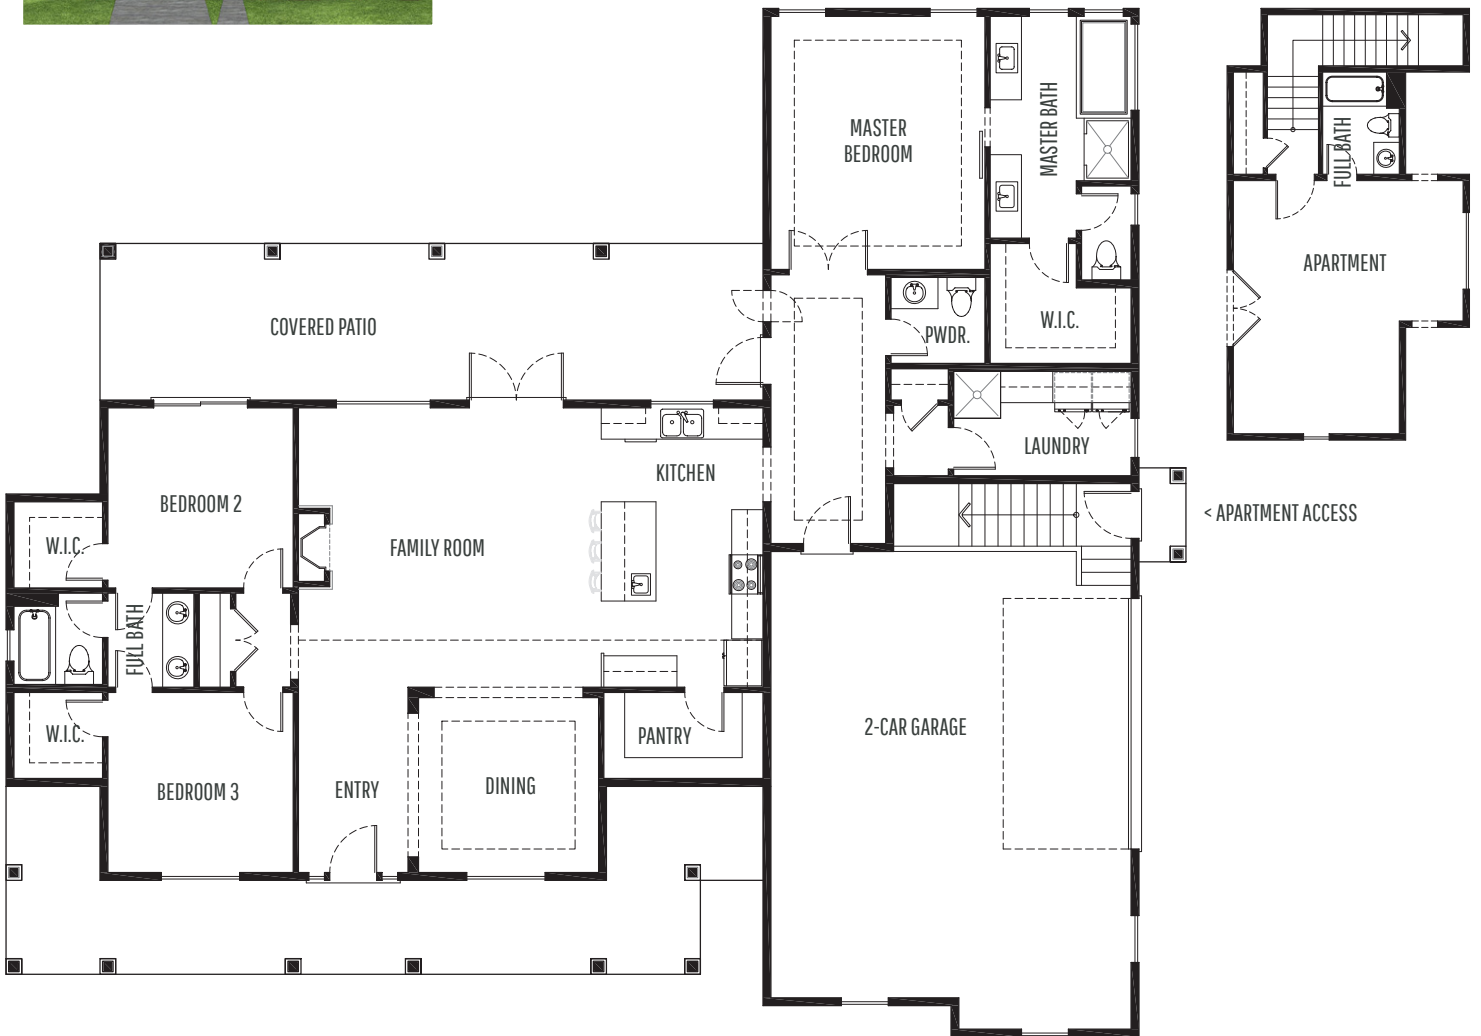 MASTER
BEDROOM
MASTER BATH
FULL BATH
APARTMENT
COVERED PATIO
PWDR.
W.I.C.
LAUNDRY
KITCHEN
BEDROOM 2
< APARTMENT ACCESS
W.I.C.
FAMILY ROOM
FULL BATH
W.I.C.
PANTRY
2-CAR GARAGE
BEDROOM 3
ENTRY
DINING